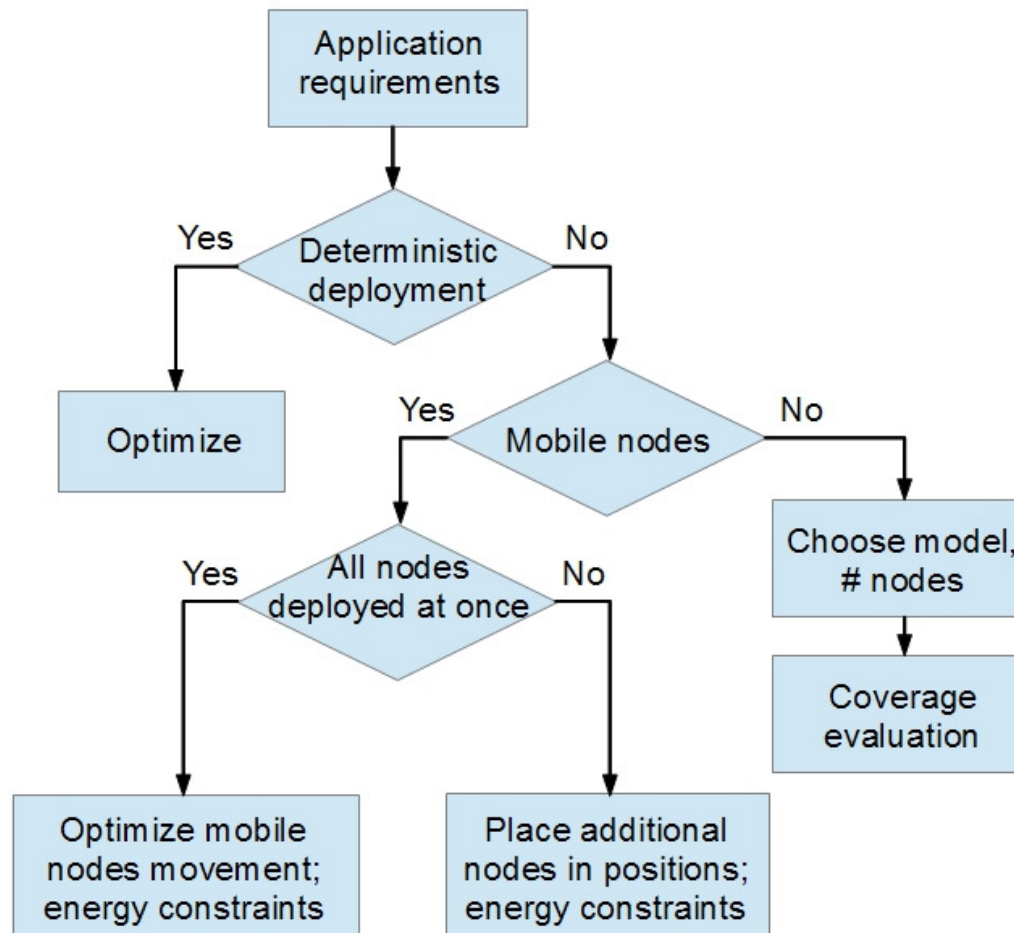 Application
requirements
Yes
Deterministic
deployment
No
Optimize
Yes
Mobile nodes
No
Yes
All nodes
deployed at once
No
Choose model,
# nodes
Coverage
evaluation
Optimize mobile
nodes movement;
energy constraints
Place additional
nodes in positions;
energy constraints